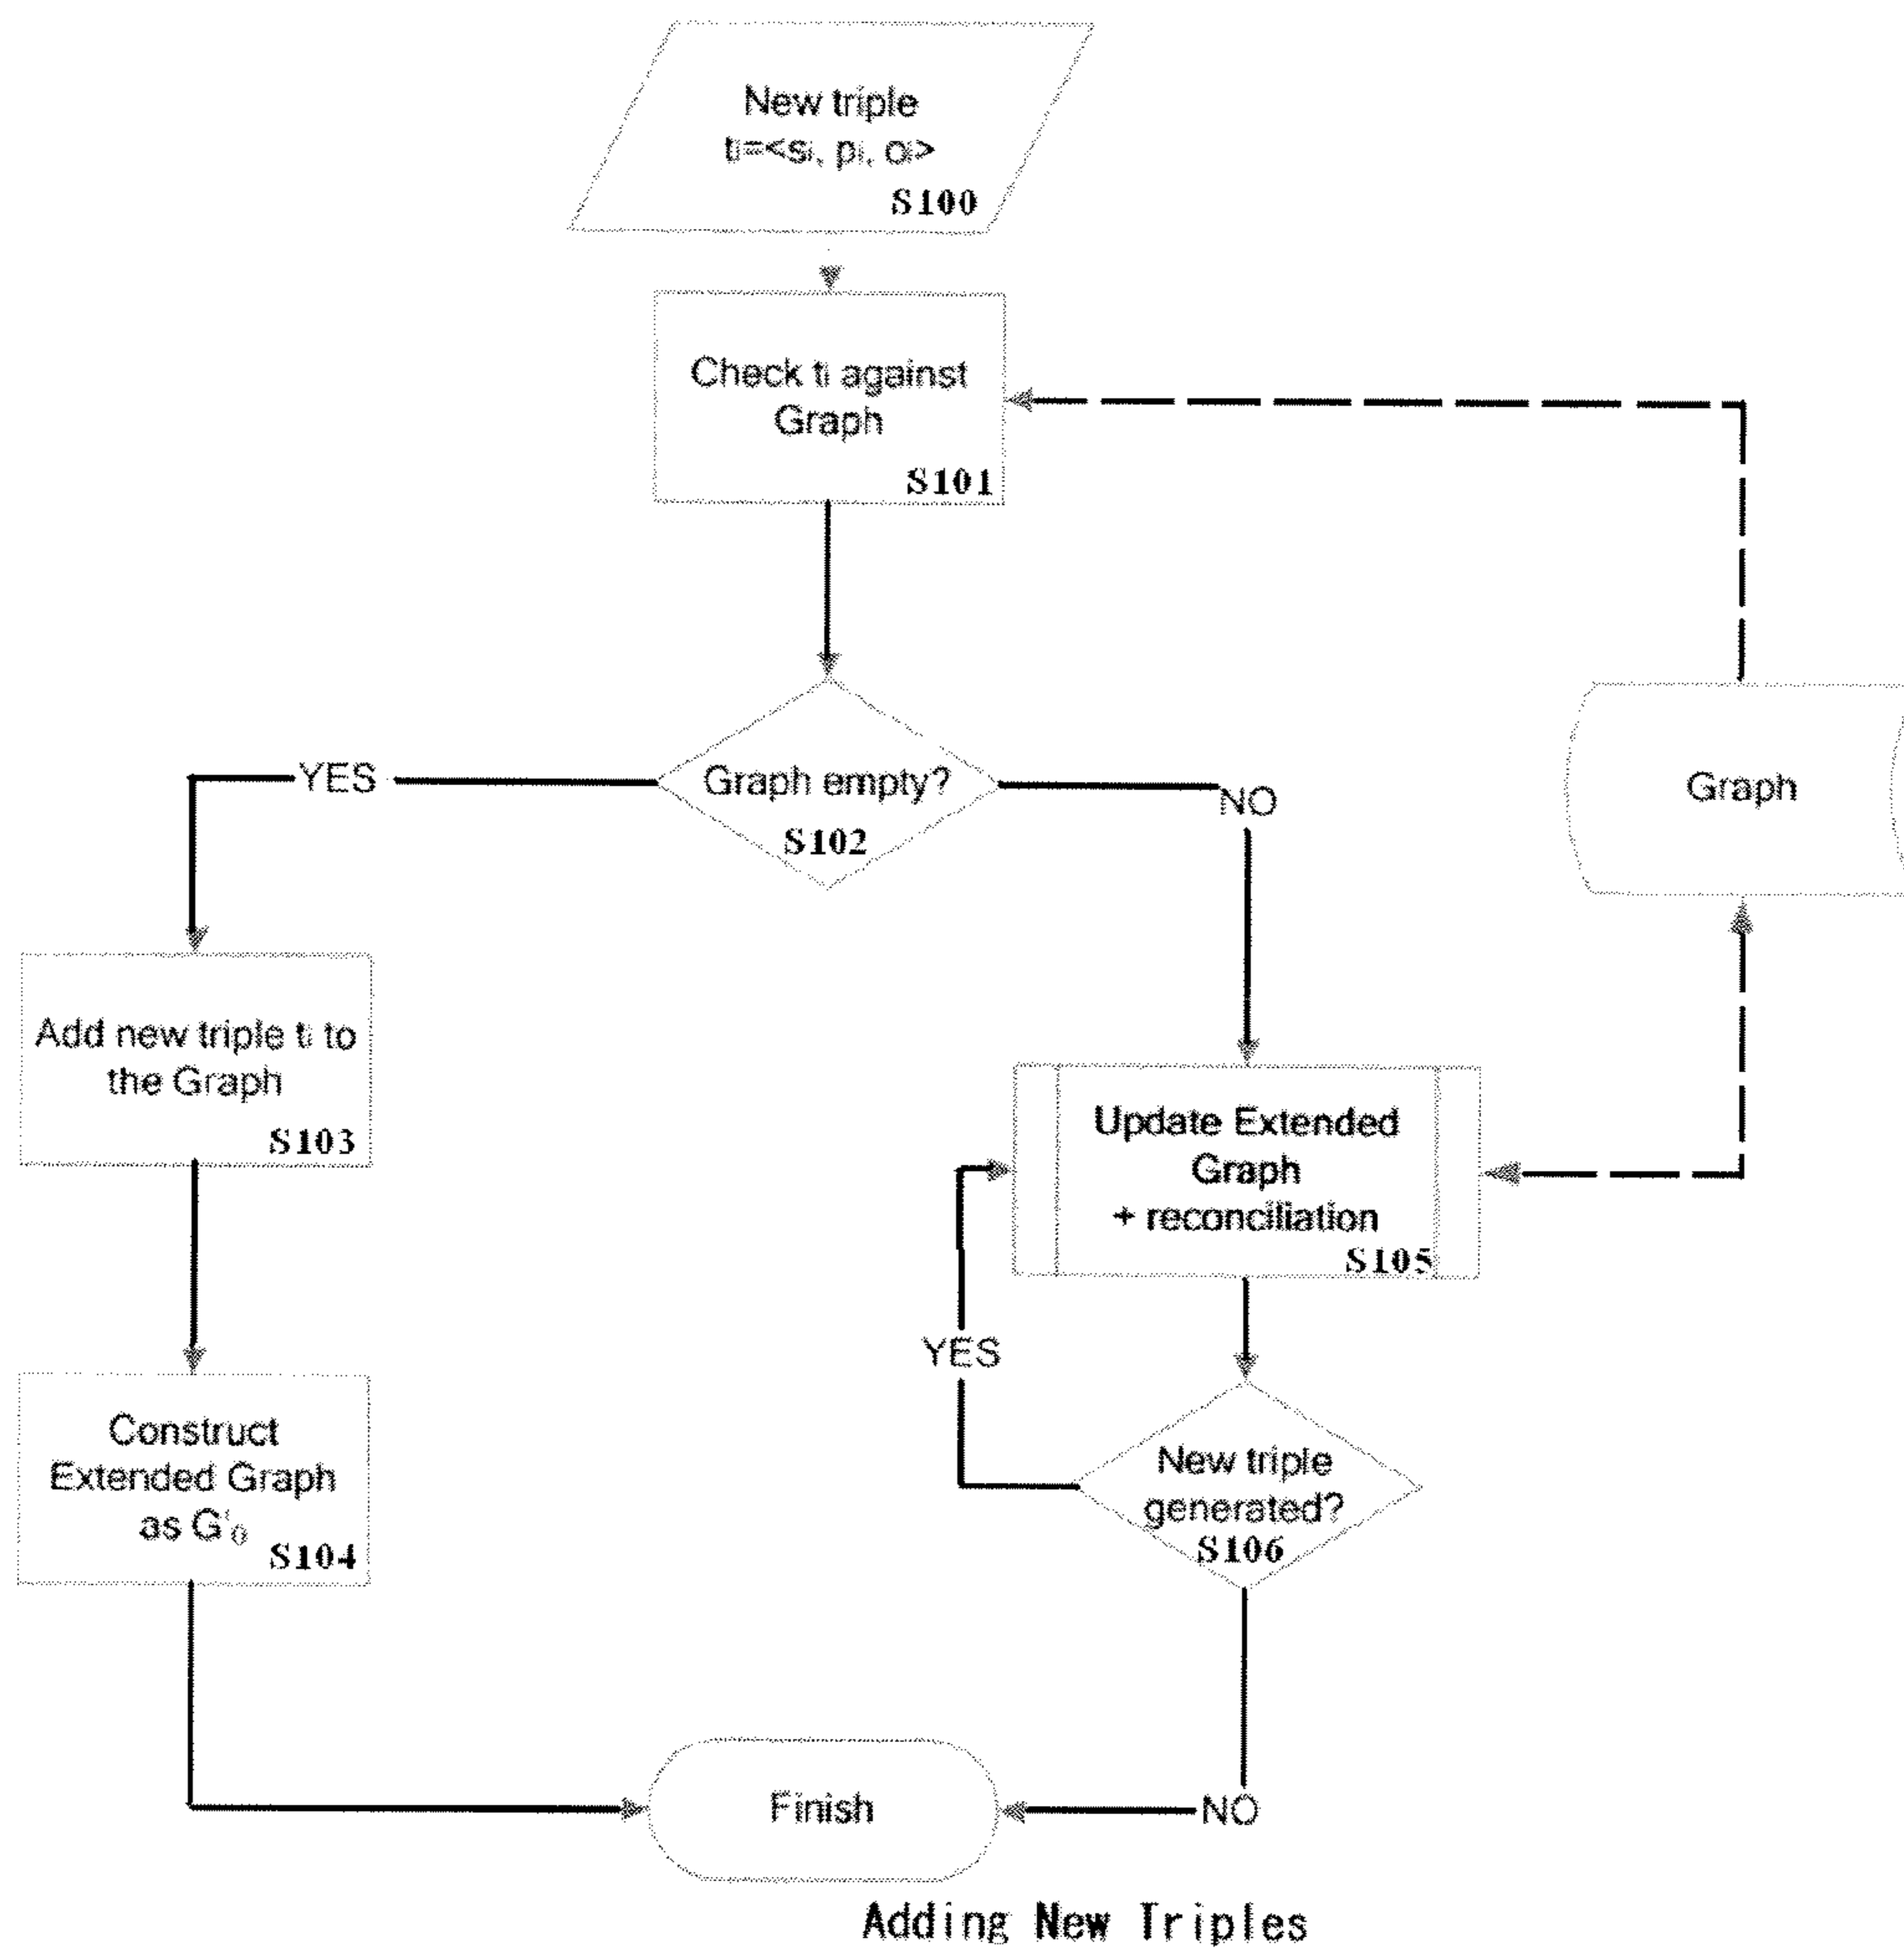 New triple
ti=<si, pi, oi>
S100
Check ti against
Graph
S101
Graph empty?
S102
YES
NO
Graph
Add new triple ti to
the Graph
S103
Update Extended
Graph
+ reconciliation
S105
YES
Construct
Extended Graph
as G'0
S104
New triple
generated?
S106
Finish
NO
Adding New Triples